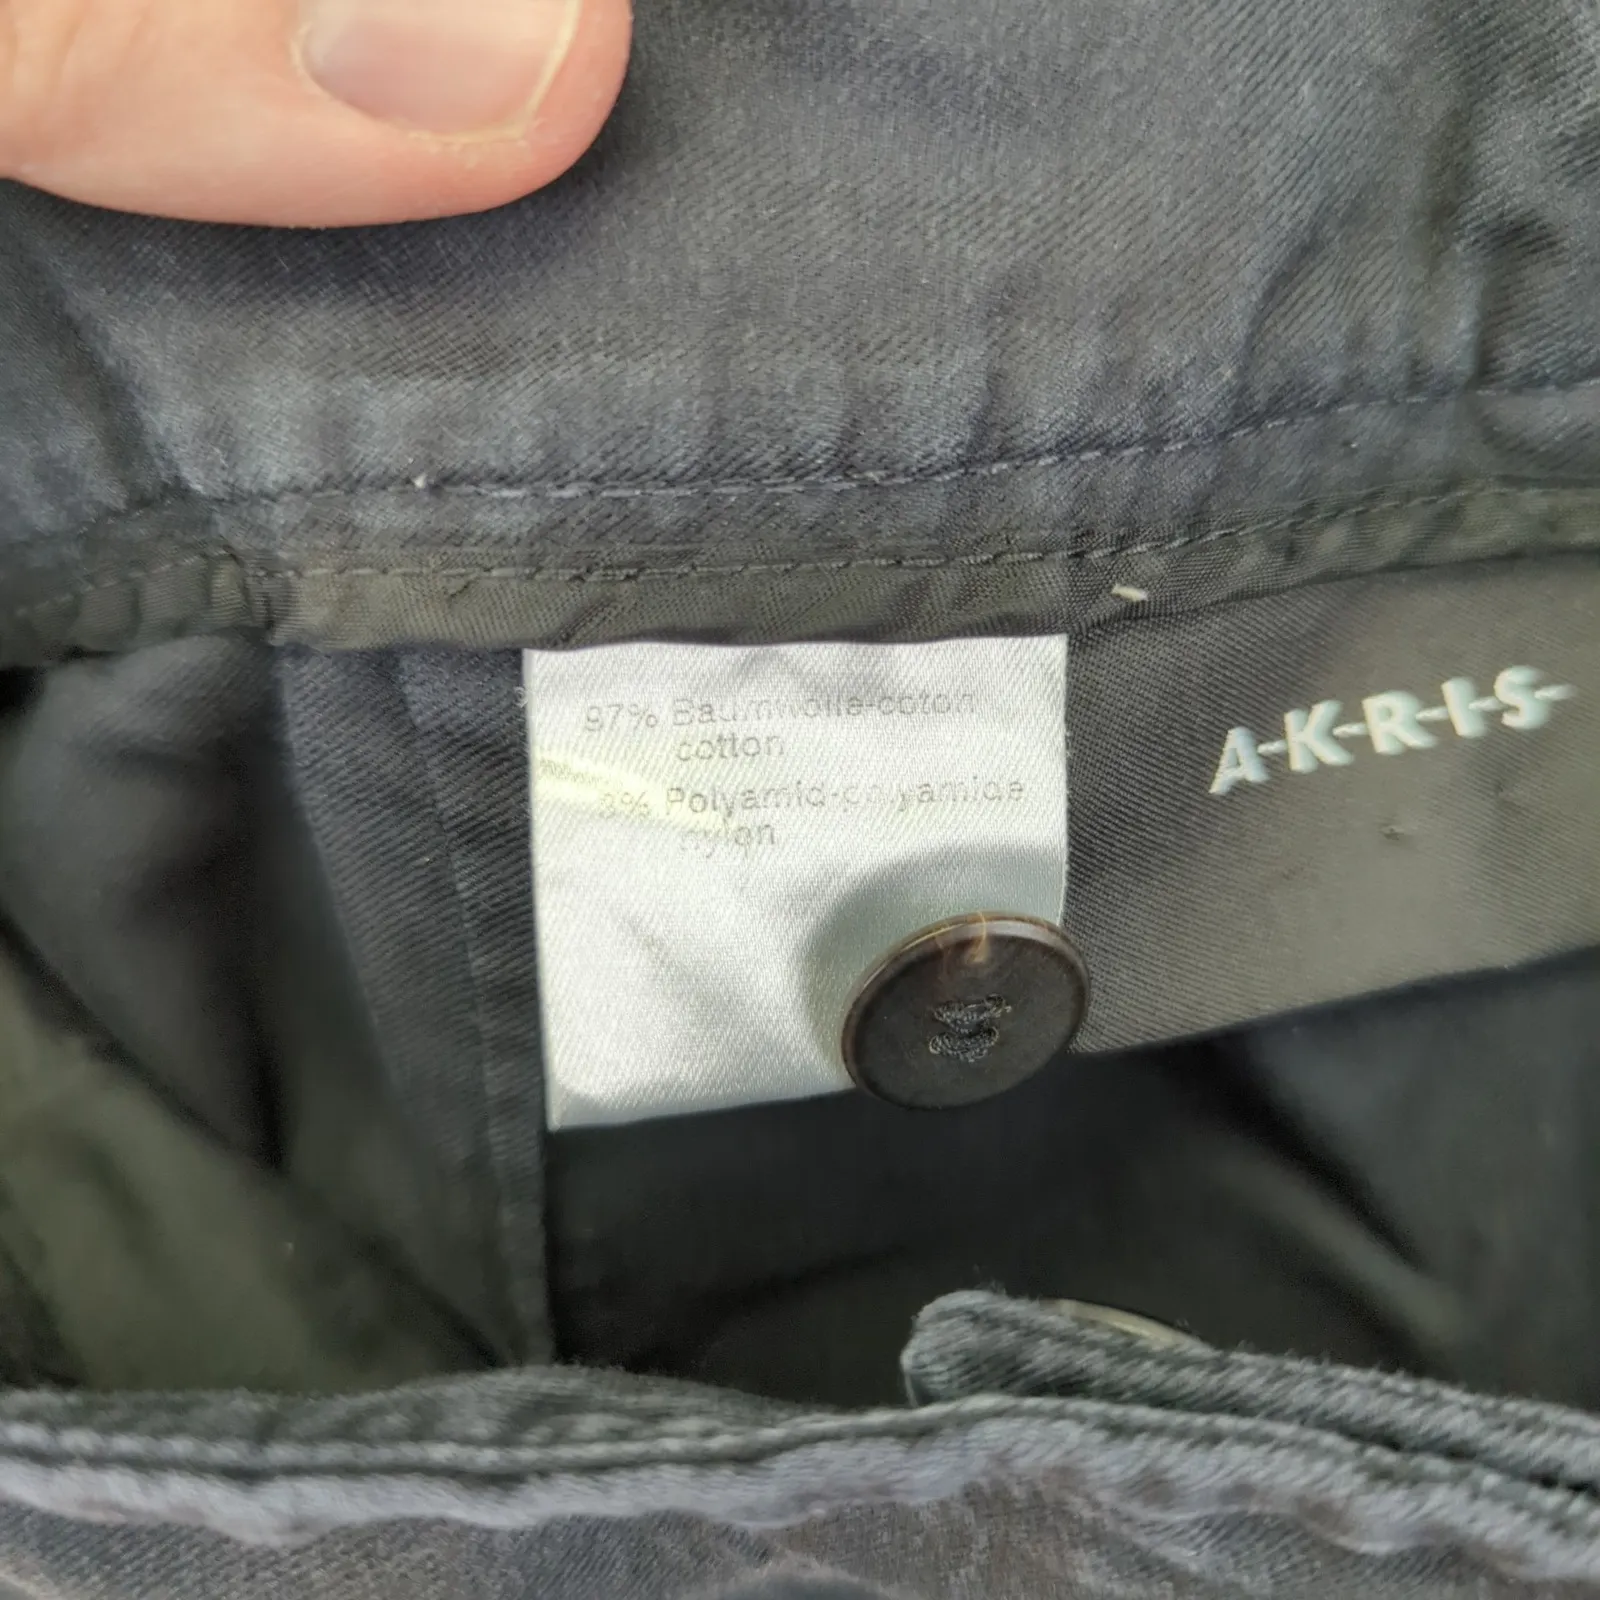 97% Baumwolle-coton
cotton
3% Polyamid-polyamide
nylon
A-K-R-I-S-